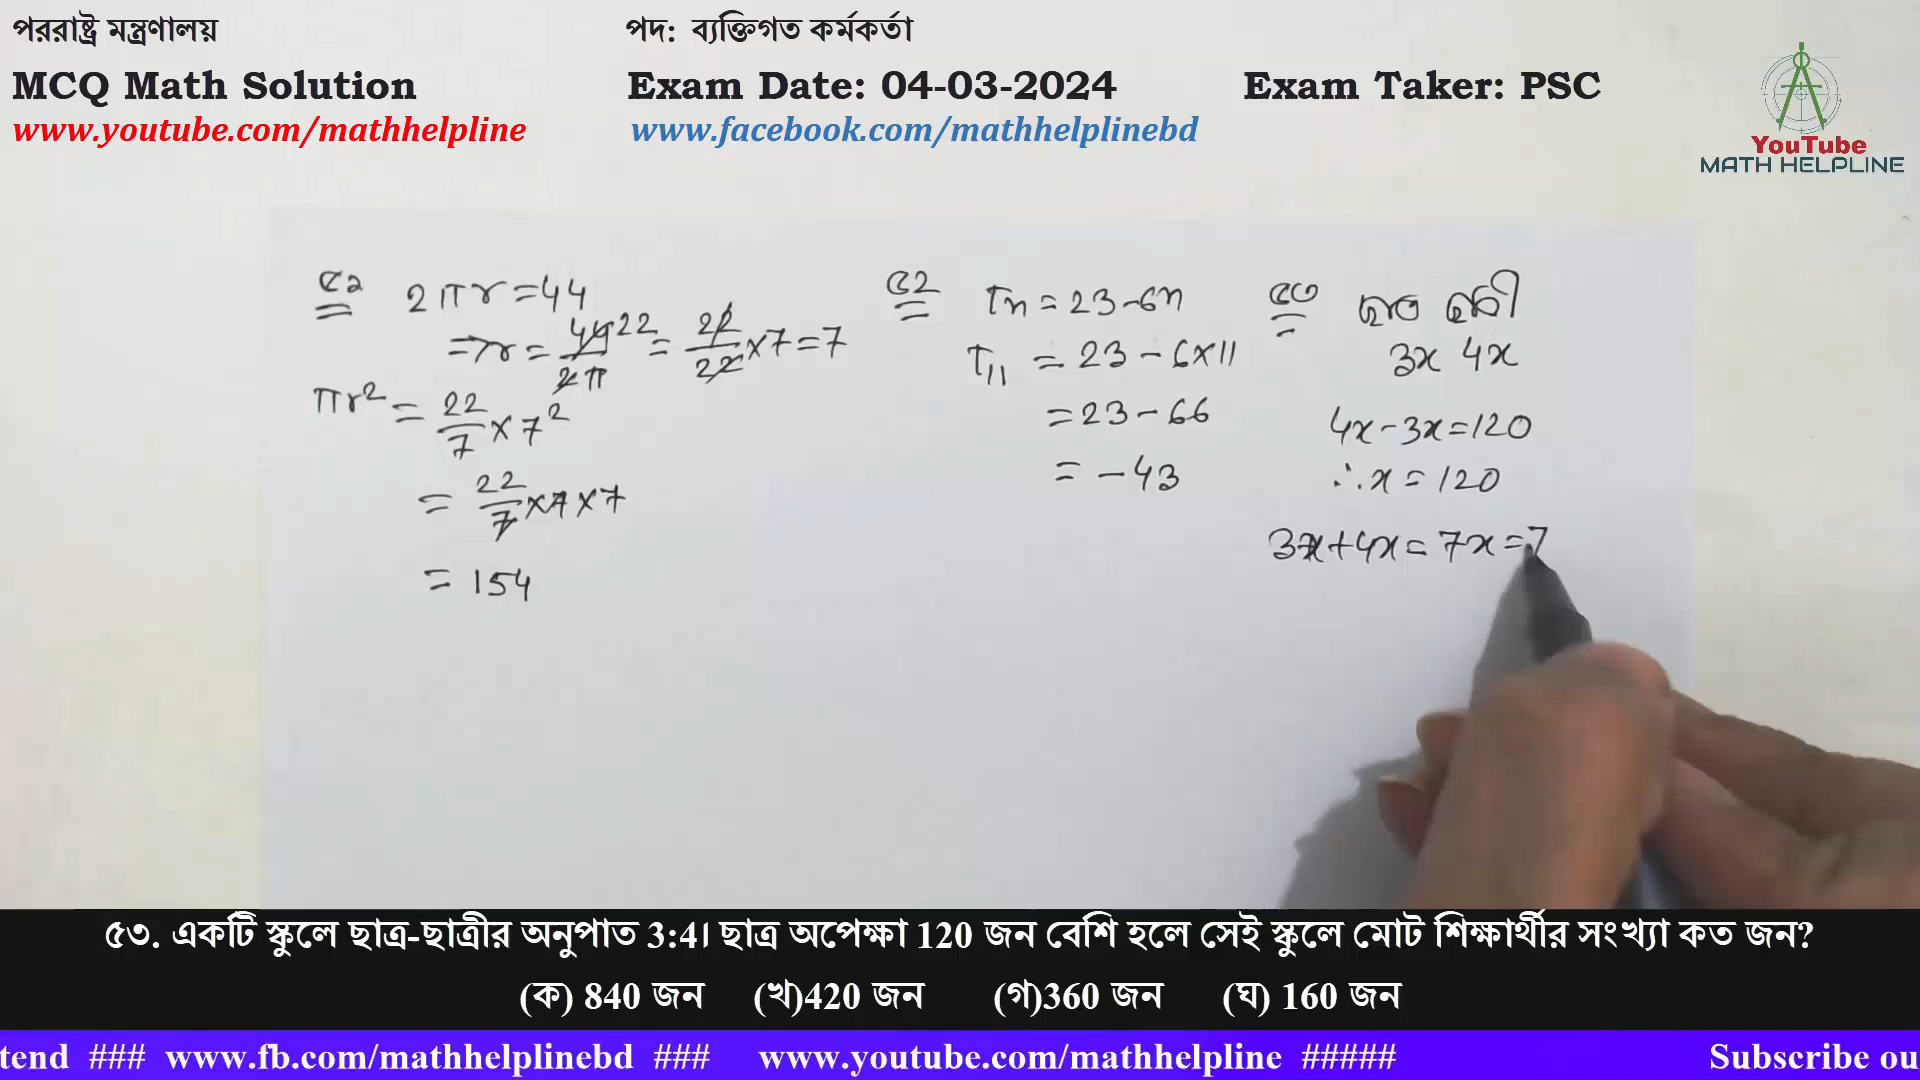 পররাষ্ট্র মন্ত্রণালয় পদ: ব্যক্তিগত কর্মকর্তা
MCQ Math Solution Exam Date: 04-03-2024 Exam Taker: PSC
www.youtube.com/mathhelpline www.facebook.com/mathhelplinebd
YouTube
MATH HELPLINE
2πr=44
⇒r = 44/2π 22 = 22/22 ×7=7
πr² = 22/7 × 7²
= 22/7 ×7×7
= 154
৫২ Tn = 23-6n
T11 = 23 - 6×11
= 23 - 66
= - 43
৫৩ ছাত্র ছাত্রী
3x 4x
4x-3x=120
∴x = 120
3x+4x = 7x=7
৫৩. একটি স্কুলে ছাত্র-ছাত্রীর অনুপাত 3:4। ছাত্র অপেক্ষা 120 জন বেশি হলে সেই স্কুলে মোট শিক্ষার্থীর সংখ্যা কত জন?
(ক) 840 জন (খ)420 জন (গ)360 জন (ঘ) 160 জন
tend ### www.fb.com/mathhelplinebd ### www.youtube.com/mathhelpline ##### Subscribe ou